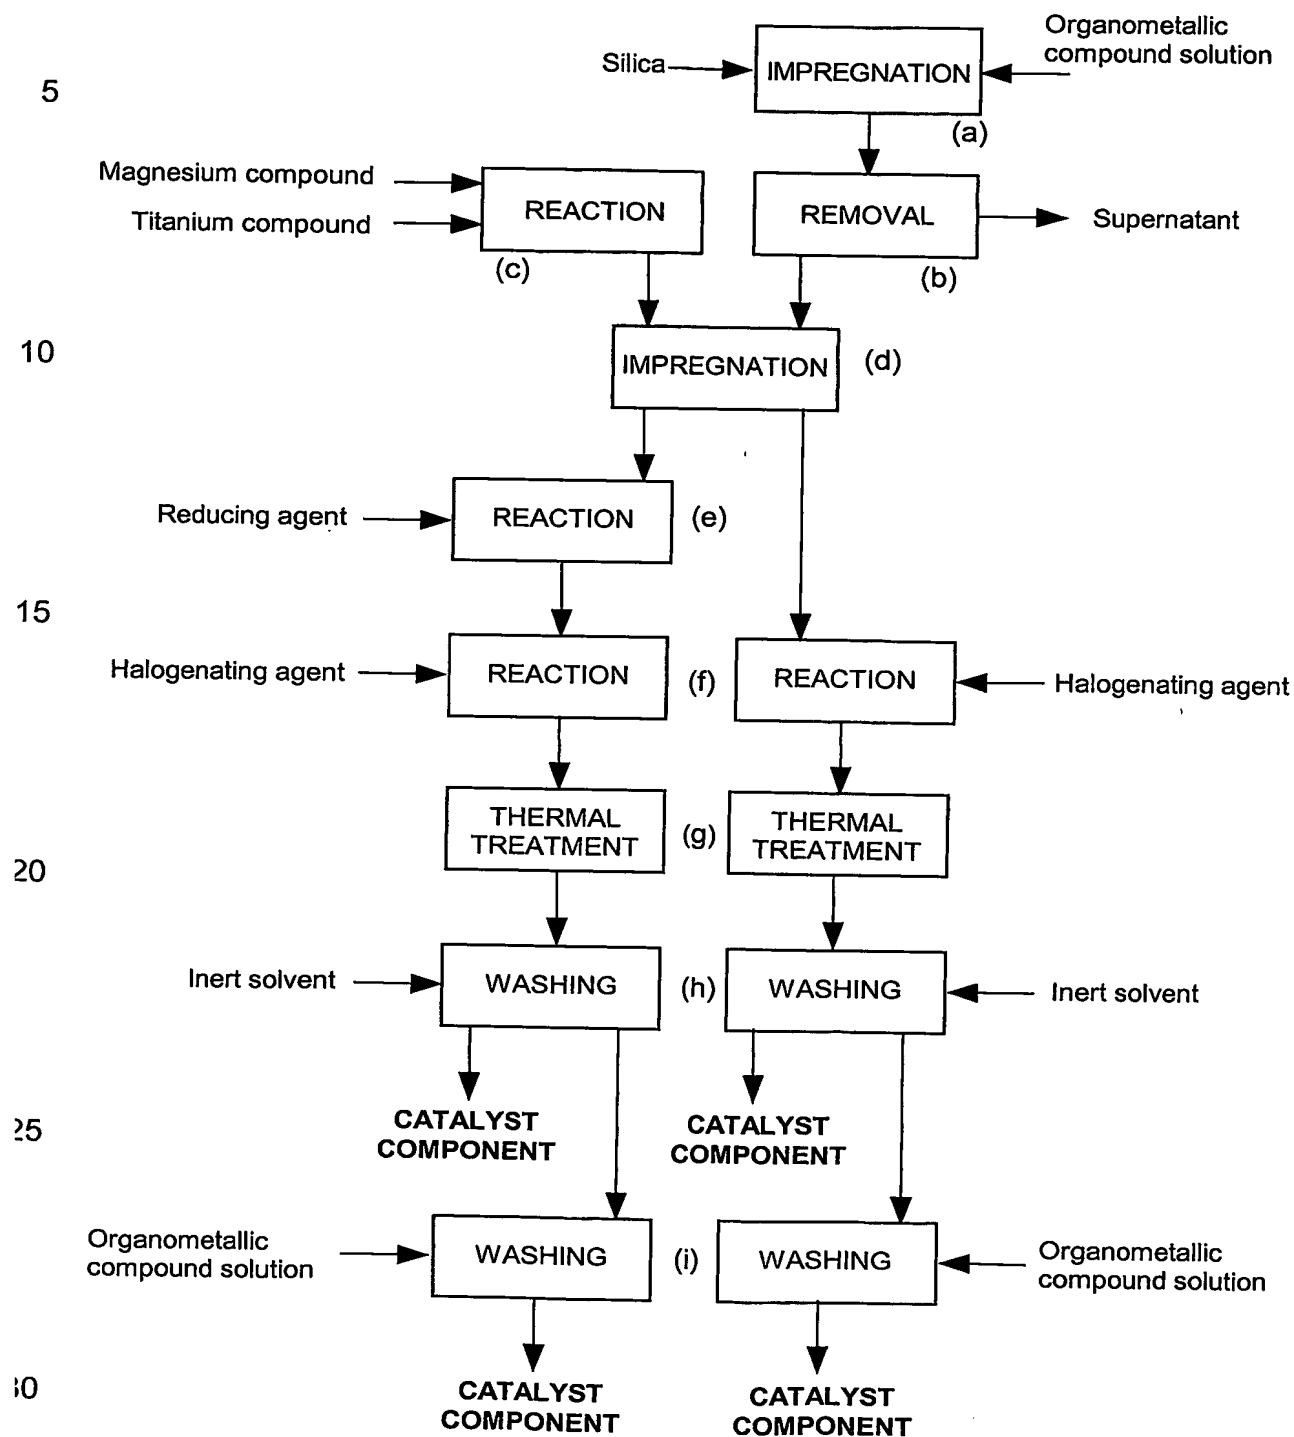 Organometallic
compound solution
Silica
IMPREGNATION
5
(a)
Magnesium compound
REACTION
REMOVAL
Supernatant
Titanium compound
(c)
(b)
10
IMPREGNATION
(d)
Reducing agent
REACTION
(e)
15
Halogenating agent
REACTION
(f)
REACTION
Halogenating agent
THERMAL
TREATMENT
(g)
THERMAL
TREATMENT
20
Inert solvent
WASHING
(h)
WASHING
Inert solvent
CATALYST
COMPONENT
CATALYST
COMPONENT
25
Organometallic
compound solution
WASHING
(i)
WASHING
Organometallic
compound solution
CATALYST
COMPONENT
CATALYST
COMPONENT